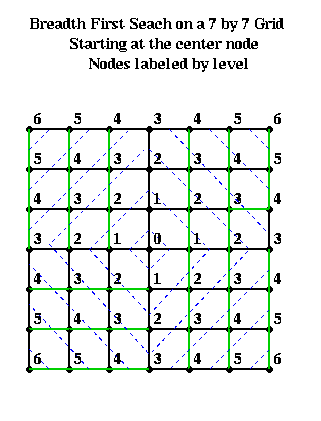 Breadth First Seach on a 7 by 7 Grid
Starting at the center node
Nodes labeled by level
6 5 4 3 4 5 6
5 4 3 2 3 4 5
4 3 2 1 2 3 4
3 2 1 0 1 2 3
4 3 2 1 2 3 4
5 4 3 2 3 4 5
6 5 4 3 4 5 6